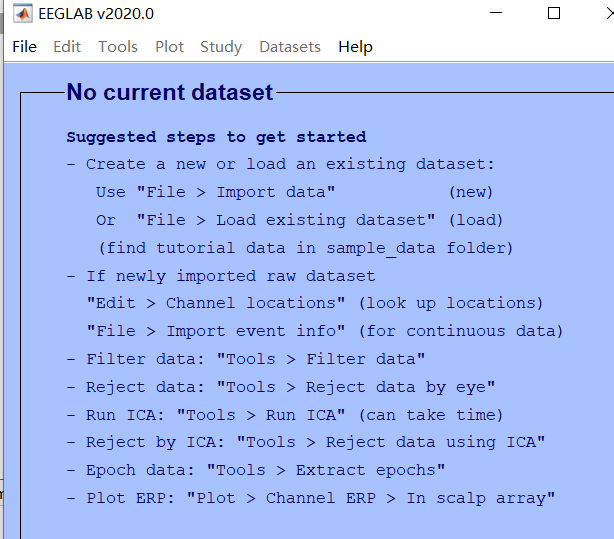 EEGLAB v2020.0
File Edit Tools Plot Study Datasets Help
No current dataset
Suggested steps to get started
- Create a new or load an existing dataset:
Use "File > Import data" (new)
Or "File > Load existing dataset" (load)
(find tutorial data in sample_data folder)
- If newly imported raw dataset
"Edit > Channel locations" (look up locations)
"File > Import event info" (for continuous data)
- Filter data: "Tools > Filter data"
- Reject data: "Tools > Reject data by eye"
- Run ICA: "Tools > Run ICA" (can take time)
- Reject by ICA: "Tools > Reject data using ICA"
- Epoch data: "Tools > Extract epochs"
- Plot ERP: "Plot > Channel ERP > In scalp array"